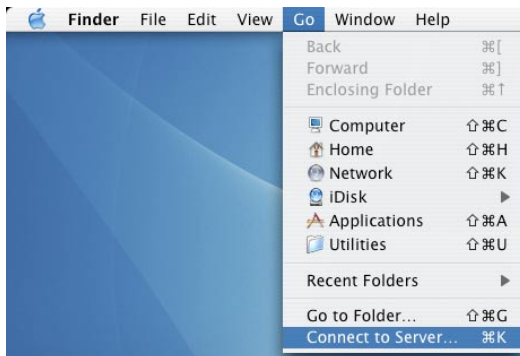 Finder File Edit View Go Window Help
Back ⌘[
Forward ⌘]
Enclosing Folder ⌘↑
Computer ⇧⌘C
Home ⇧⌘H
Network ⇧⌘K
iDisk ▶
Applications ⇧⌘A
Utilities ⇧⌘U
Recent Folders ▶
Go to Folder... ⇧⌘G
Connect to Server... ⌘K